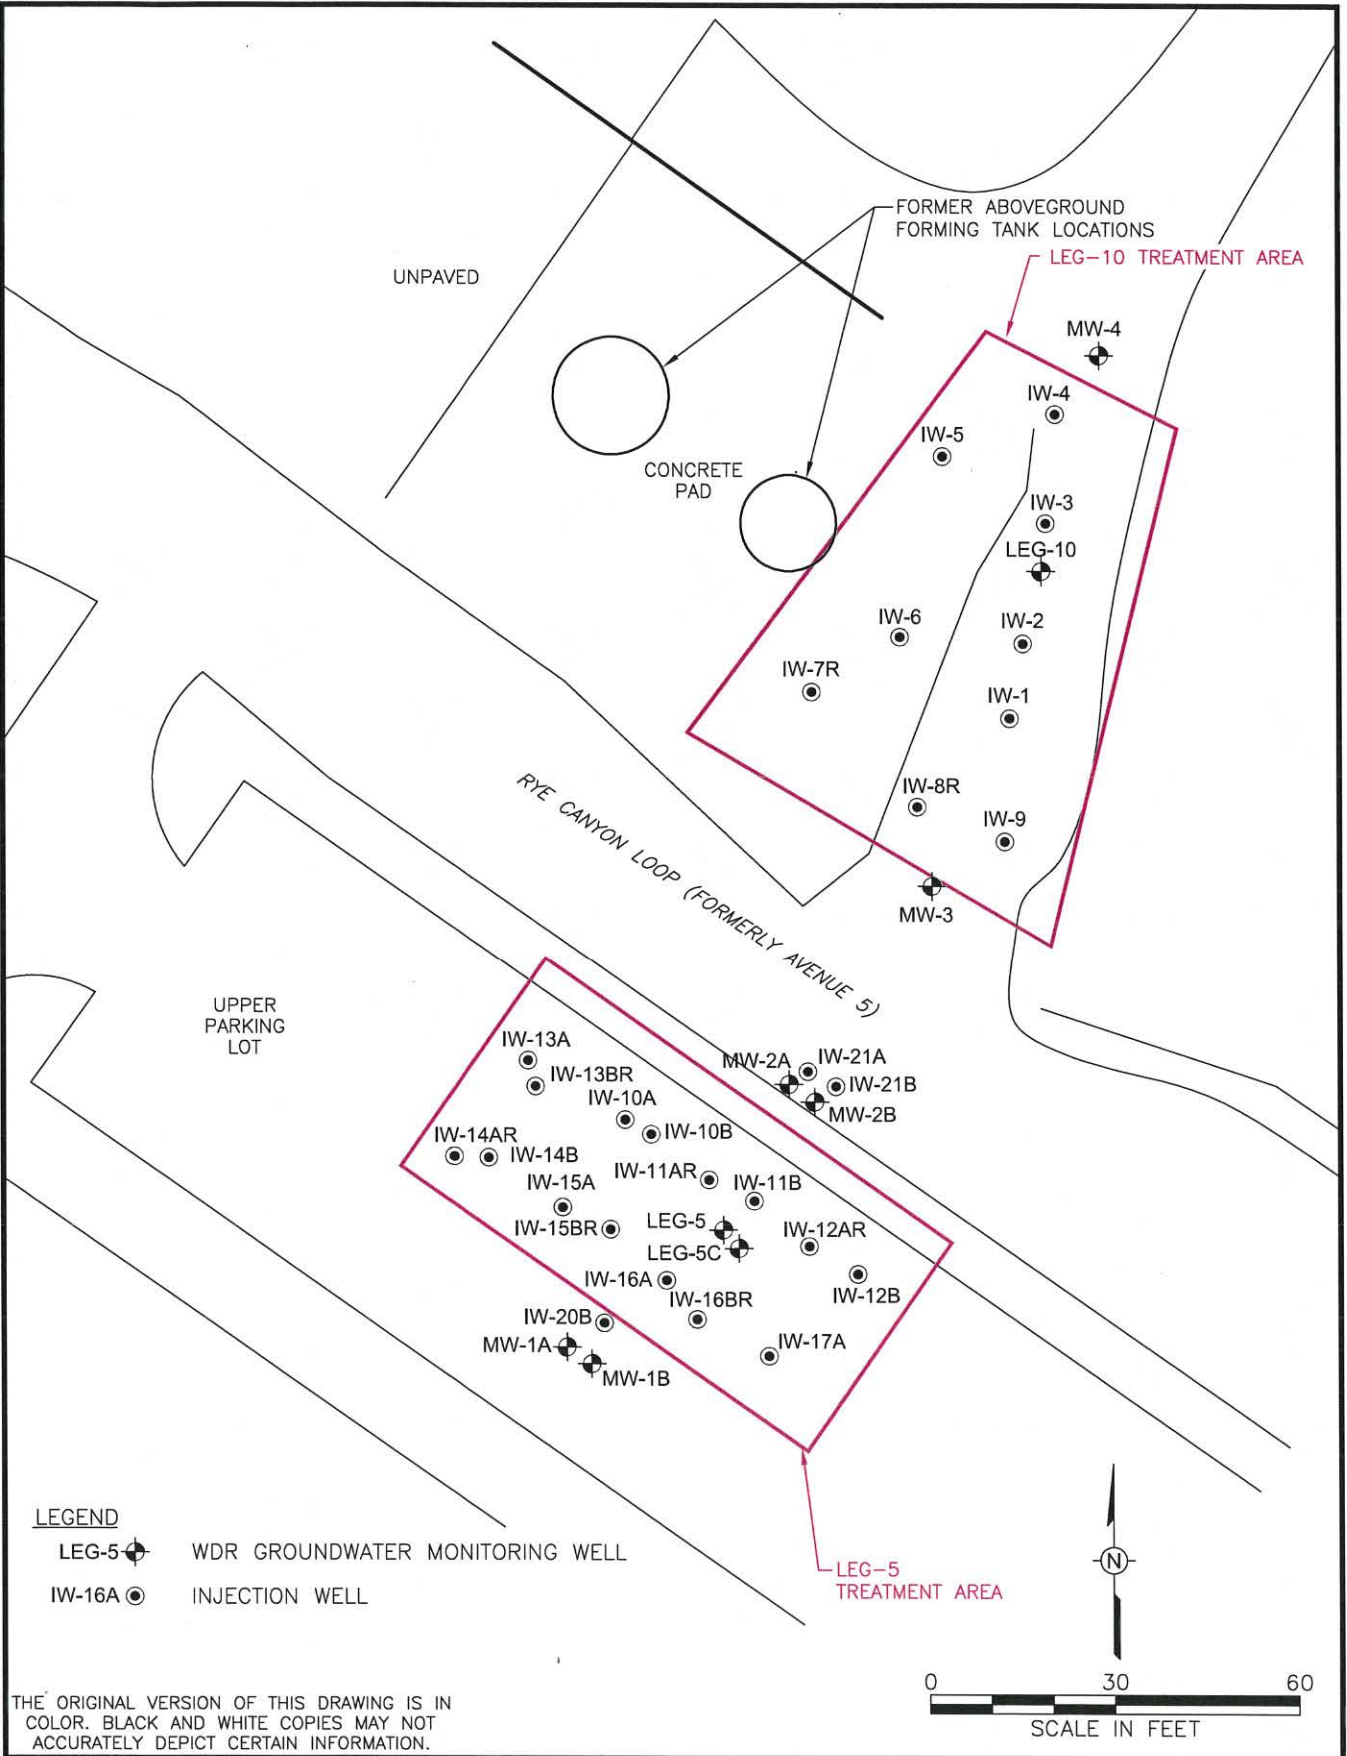 FORMER ABOVEGROUND
FORMING TANK LOCATIONS
LEG-10 TREATMENT AREA
UNPAVED
MW-4
IW-4
IW-5
CONCRETE
PAD
IW-3
LEG-10
IW-6
IW-2
IW-7R
IW-1
IW-8R
IW-9
MW-3
RYE CANYON LOOP (FORMERLY AVENUE 5)
UPPER
PARKING
LOT
IW-13A
IW-13BR
MW-2A
IW-21A
IW-21B
MW-2B
IW-10A
IW-10B
IW-14AR
IW-14B
IW-11AR
IW-11B
IW-15A
IW-15BR
LEG-5
LEG-5C
IW-12AR
IW-12B
IW-16A
IW-16BR
IW-20B
MW-1A
MW-1B
IW-17A
LEGEND
LEG-5 WDR GROUNDWATER MONITORING WELL
IW-16A INJECTION WELL
LEG-5
TREATMENT AREA
N
0 30 60
SCALE IN FEET
THE ORIGINAL VERSION OF THIS DRAWING IS IN
COLOR. BLACK AND WHITE COPIES MAY NOT
ACCURATELY DEPICT CERTAIN INFORMATION.